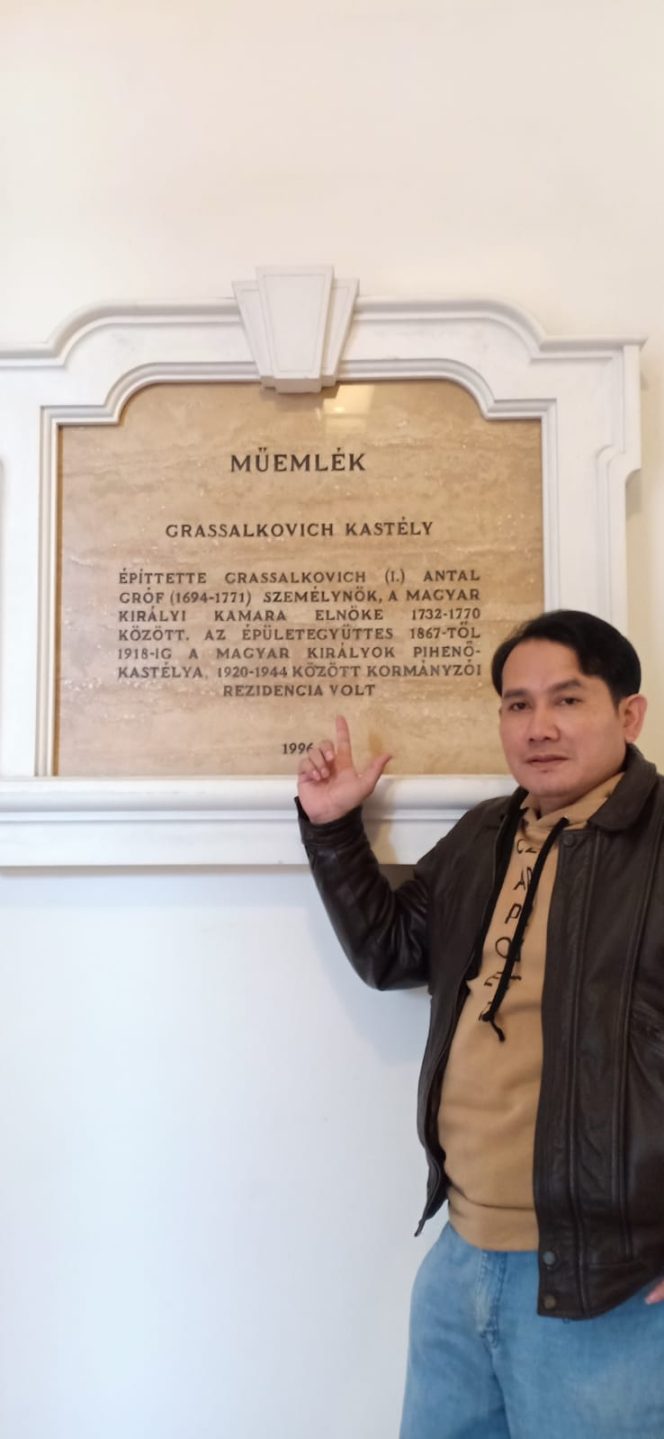 MŰEMLÉK
GRASSALKOVICH KASTÉLY
ÉPÍTTETTE GRASSALKOVICH (I.) ANTAL
GRÓF (1694-1771) SZEMÉLYNÖK, A MAGYAR
KIRÁLYI KAMARA ELNÖKE 1732-1770
KÖZÖTT. AZ ÉPÜLETEGYÜTTES 1867-TŐL
1918-IG A MAGYAR KIRÁLYOK PIHENŐ-
KASTÉLYA, 1920-1944 KÖZÖTT KORMÁNYZÓI
REZIDENCIA VOLT
1996